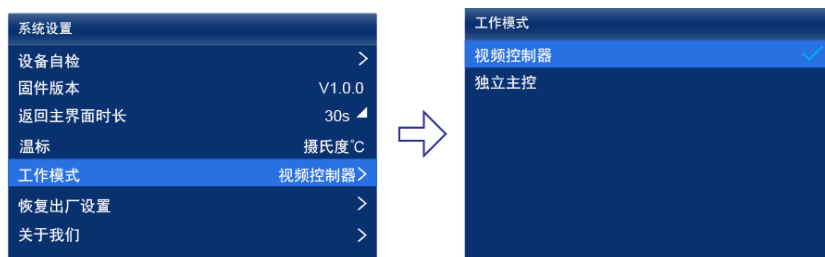 系统设置
设备自检
固件版本 V1.0.0
返回主界面时长 30s
温标 摄氏度℃
工作模式 视频控制器
恢复出厂设置
关于我们
工作模式
视频控制器
独立主控